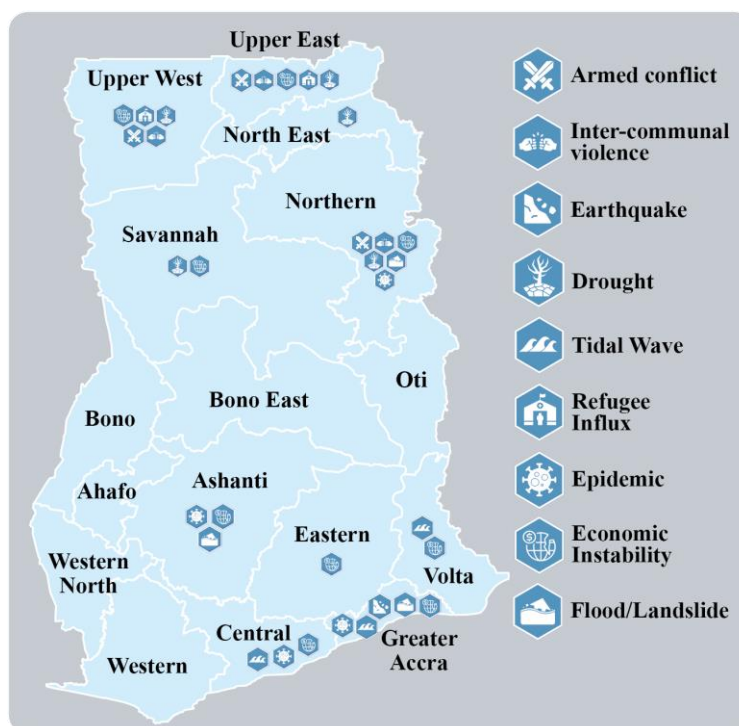 Upper East
Upper West
North East
Northern
Savannah
Oti
Bono East
Bono
Ashanti
Ahafo
Eastern
Western
North
Volta
Central
Greater
Accra
Western
Armed conflict
Inter-communal
violence
Earthquake
Drought
Tidal Wave
Refugee
Influx
Epidemic
Economic
Instability
Flood/Landslide